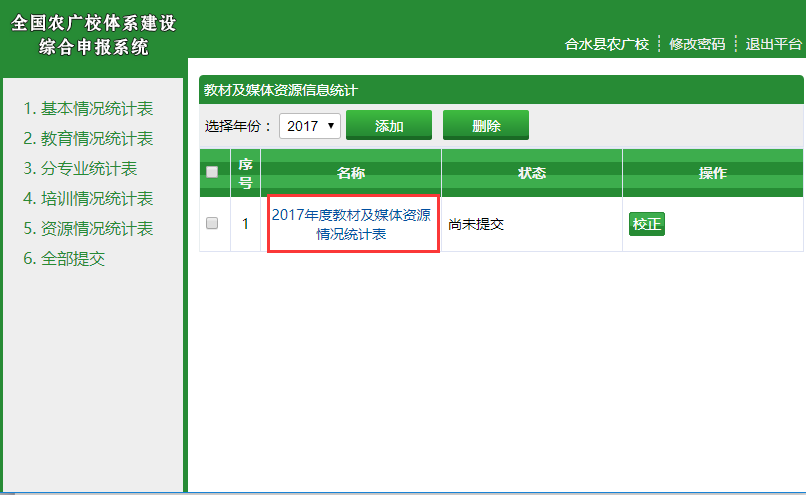 全国农广校体系建设
综合申报系统
合水县农广校 修改密码 退出平台
1. 基本情况统计表
2. 教育情况统计表
3. 分专业统计表
4. 培训情况统计表
5. 资源情况统计表
6. 全部提交
教材及媒体资源信息统计
选择年份： 2017 添加 删除
序号 名称 状态 操作
1 2017年度教材及媒体资源
情况统计表 尚未提交 校正